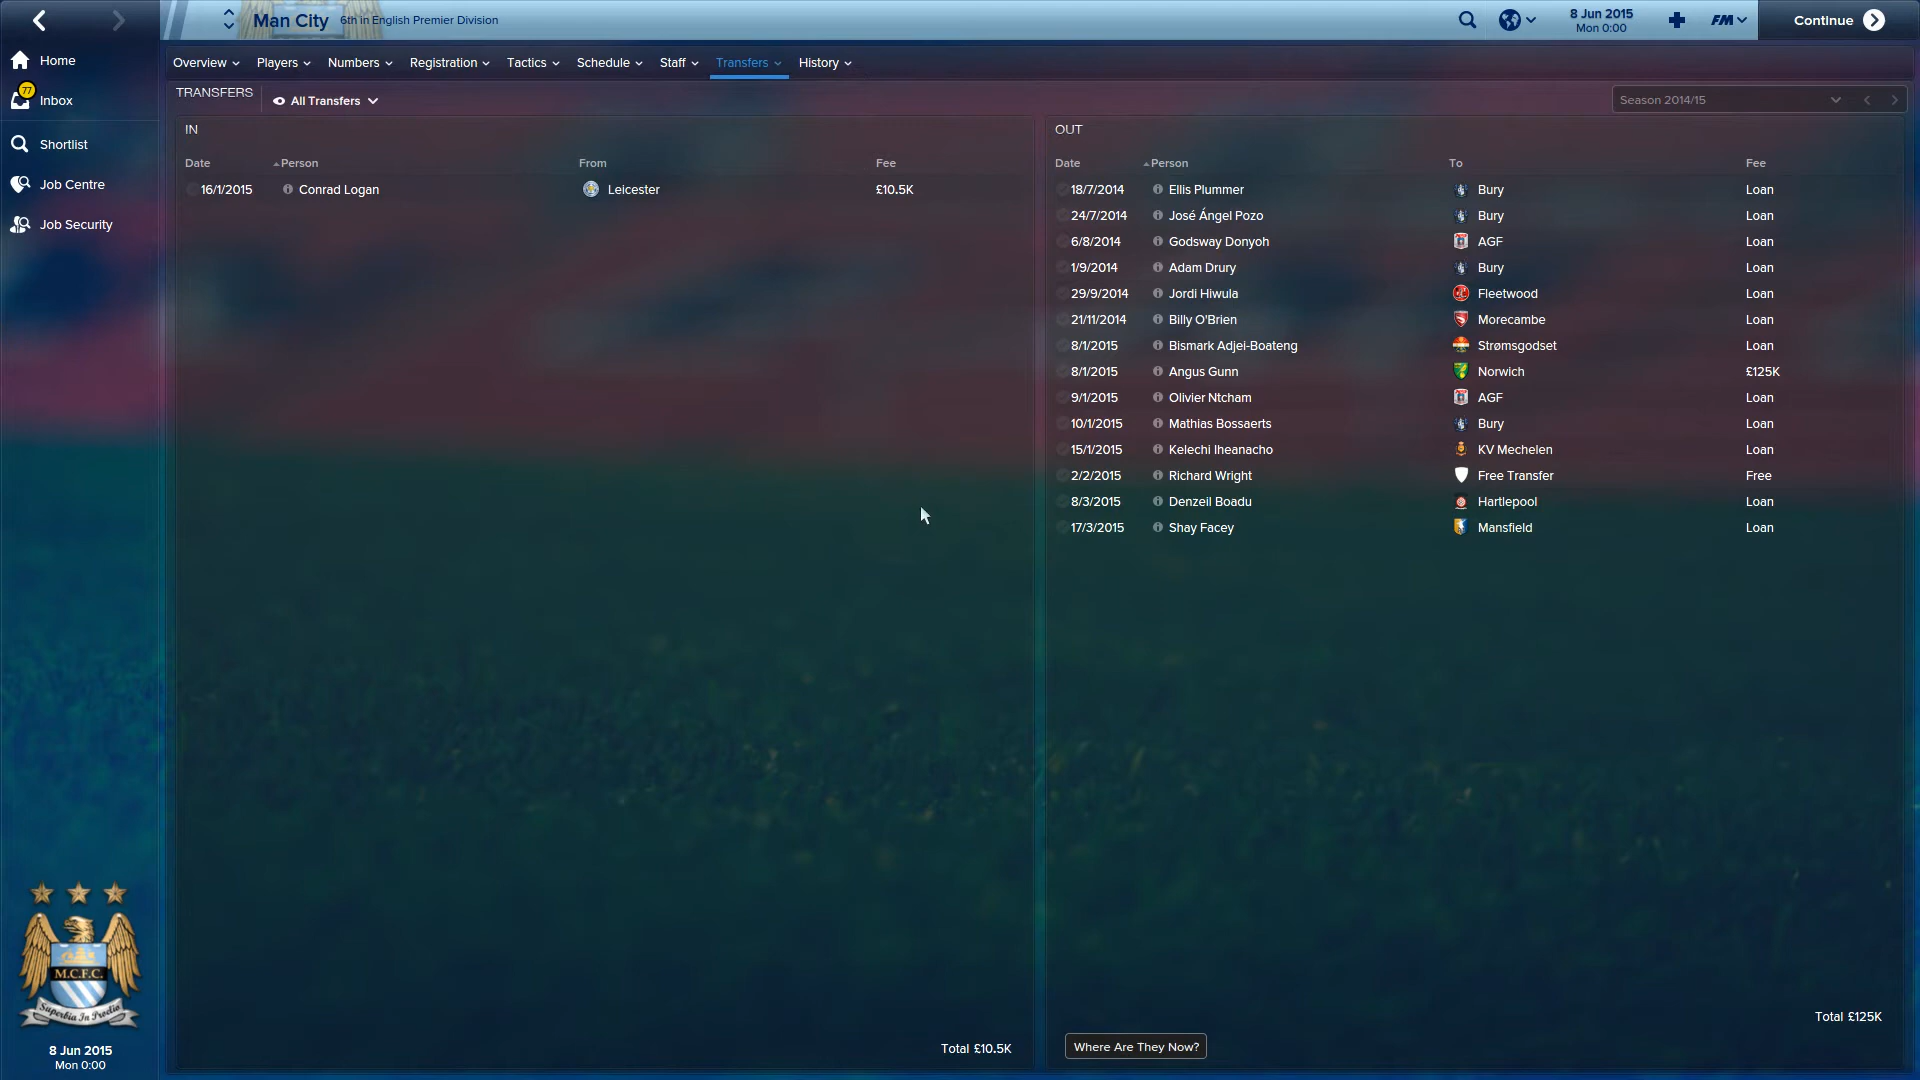 Man City 6th in English Premier Division
8 Jun 2015
Mon 0:00
FM
Continue
Home
77
Inbox
Shortlist
Job Centre
Job Security
Overview Players Numbers Registration Tactics Schedule Staff Transfers History
TRANSFERS All Transfers Season 2014/15
IN
Date Person From Fee
16/1/2015 Conrad Logan Leicester £10.5K
Total £10.5K
OUT
Date Person To Fee
18/7/2014 Ellis Plummer Bury Loan
24/7/2014 José Ángel Pozo Bury Loan
6/8/2014 Godsway Donyoh AGF Loan
1/9/2014 Adam Drury Bury Loan
29/9/2014 Jordi Hiwula Fleetwood Loan
21/11/2014 Billy O'Brien Morecambe Loan
8/1/2015 Bismark Adjei-Boateng Strømsgodset Loan
8/1/2015 Angus Gunn Norwich £125K
9/1/2015 Olivier Ntcham AGF Loan
10/1/2015 Mathias Bossaerts Bury Loan
15/1/2015 Kelechi Iheanacho KV Mechelen Loan
2/2/2015 Richard Wright Free Transfer Free
8/3/2015 Denzeil Boadu Hartlepool Loan
17/3/2015 Shay Facey Mansfield Loan
Total £125K
Where Are They Now?
M.C.F.C.
Superbia In Proelio
8 Jun 2015
Mon 0:00